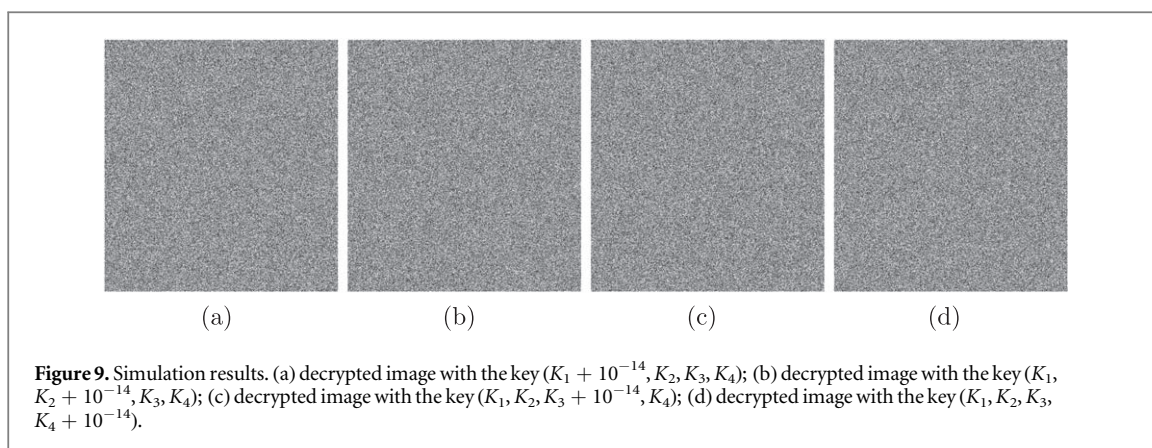 (a) (b) (c) (d)
Figure 9. Simulation results. (a) decrypted image with the key (K₁ + 10⁻¹⁴, K₂, K₃, K₄); (b) decrypted image with the key (K₁,
K₂ + 10⁻¹⁴, K₃, K₄); (c) decrypted image with the key (K₁, K₂, K₃ + 10⁻¹⁴, K₄); (d) decrypted image with the key (K₁, K₂, K₃,
K₄ + 10⁻¹⁴).